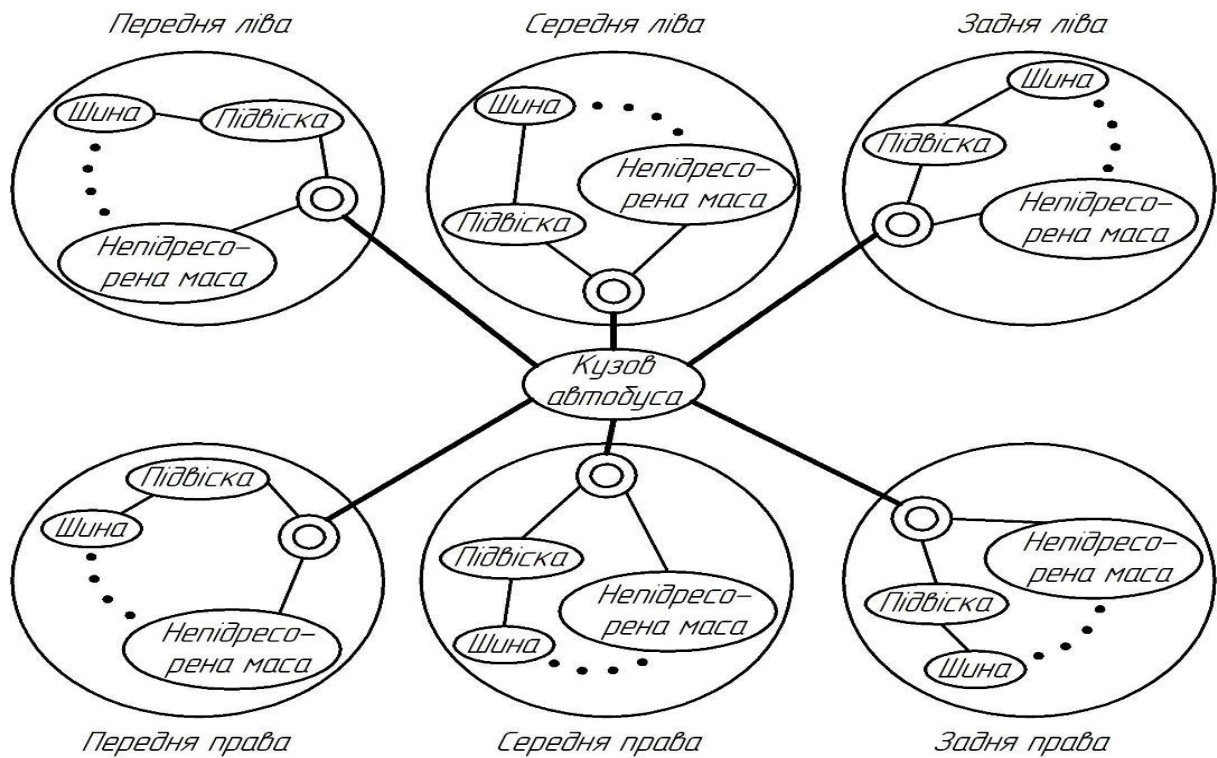 Передня ліва
Середня ліва
Задня ліва
Шина
Підвіска
Непідресо-
рена маса
Шина
Непідресо-
рена маса
Підвіска
Шина
Підвіска
Непідресо-
рена маса
Кузов
автобуса
Підвіска
Шина
Непідресо-
рена маса
Підвіска
Непідресо-
рена маса
Шина
Непідресо-
рена маса
Підвіска
Шина
Передня права
Середня права
Задня права